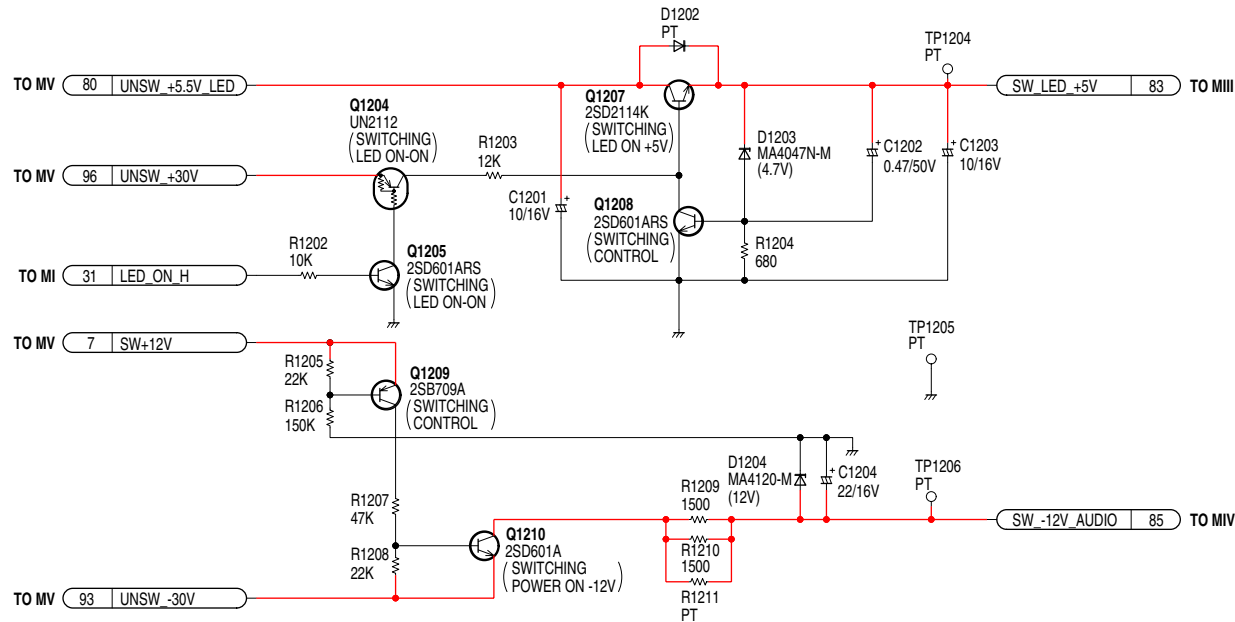 D1202
PT
TP1204
PT
TO MV 80 UNSW_+5.5V_LED
SW_LED_+5V 83 TO MIII
Q1204
UN2112
(SWITCHING)
(LED ON-ON)
R1203
12K
Q1207
2SD2114K
(SWITCHING)
(LED ON +5V)
D1203
MA4047N-M
(4.7V)
+
C1202
0.47/50V
+
C1203
10/16V
TO MV 96 UNSW_+30V
C1201
10/16V
+
Q1208
2SD601ARS
(SWITCHING)
(CONTROL)
R1204
680
R1202
10K
Q1205
2SD601ARS
(SWITCHING)
(LED ON-ON)
TO MI 31 LED_ON_H
TO MV 7 SW+12V
TP1205
PT
R1205
22K
Q1209
2SB709A
(SWITCHING)
(CONTROL)
R1206
150K
D1204
MA4120-M
(12V)
+
C1204
22/16V
TP1206
PT
R1207
47K
R1209
1500
SW_-12V_AUDIO 85 TO MIV
Q1210
2SD601A
(SWITCHING)
(POWER ON -12V)
R1210
1500
R1208
22K
R1211
PT
TO MV 93 UNSW_-30V